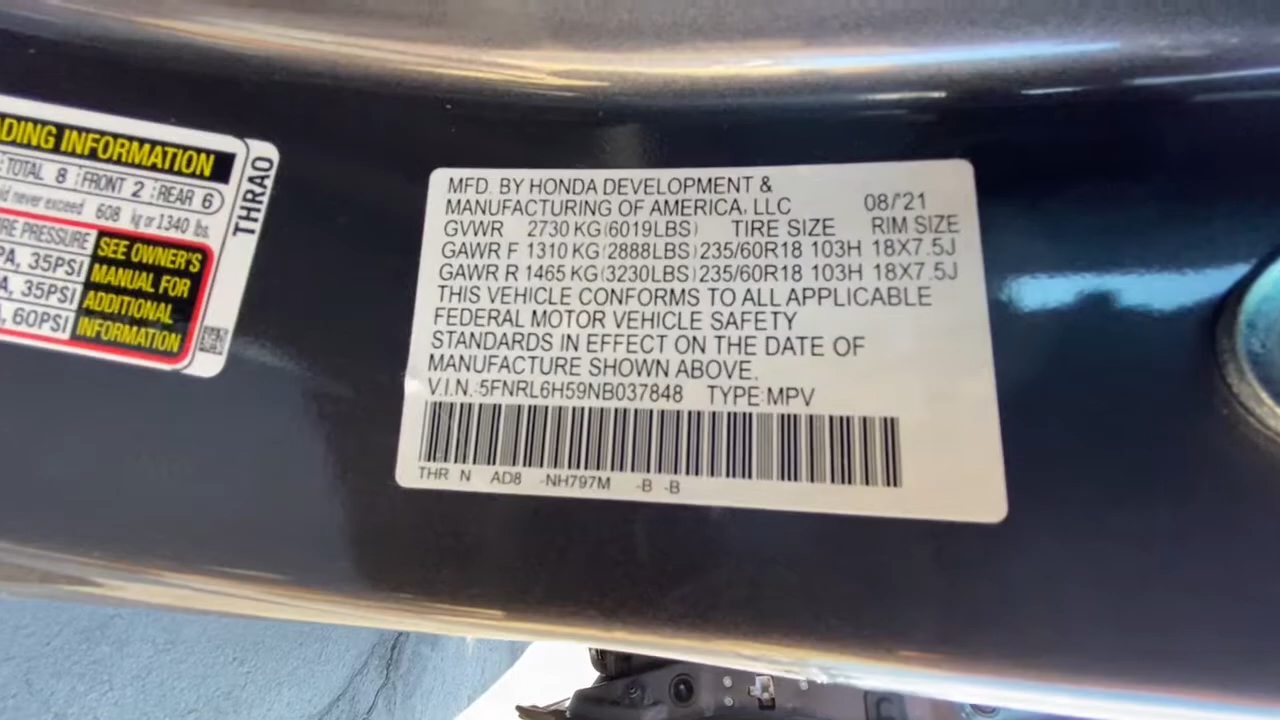 ADING INFORMATION
TOTAL 8 FRONT 2 REAR 6
never exceed 608 kg or 1340 lbs.
PRESSURE SEE OWNER'S
35PSI MANUAL FOR
35PSI ADDITIONAL
60PSI INFORMATION
THRAO
MFD. BY HONDA DEVELOPMENT &
MANUFACTURING OF AMERICA, LLC 08/'21
GVWR 2730 KG(6019LBS) TIRE SIZE RIM SIZE
GAWR F 1310 KG(2888LBS) 235/60R18 103H 18X7.5J
GAWR R 1465 KG(3230LBS) 235/60R18 103H 18X7.5J
THIS VEHICLE CONFORMS TO ALL APPLICABLE
FEDERAL MOTOR VEHICLE SAFETY
STANDARDS IN EFFECT ON THE DATE OF
MANUFACTURE SHOWN ABOVE.
V.I.N.:5FNRL6H59NB037848 TYPE:MPV
THR N AD8 -NH797M -B -B